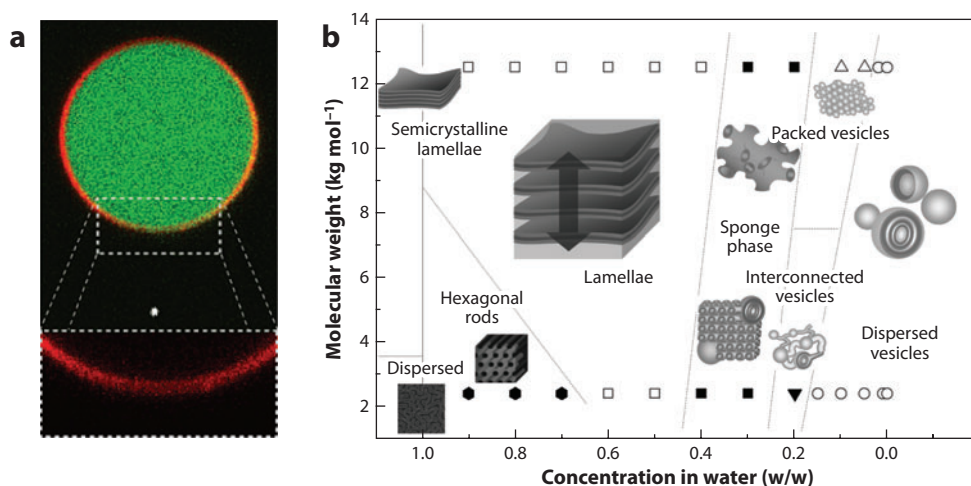 a
b
14
12
10
8
6
4
2
Molecular weight (kg mol⁻¹)
Semicrystalline
lamellae
Packed vesicles
Sponge
phase
Lamellae
Interconnected
vesicles
Hexagonal
rods
Dispersed
vesicles
Dispersed
1.0 0.8 0.6 0.4 0.2 0.0
Concentration in water (w/w)